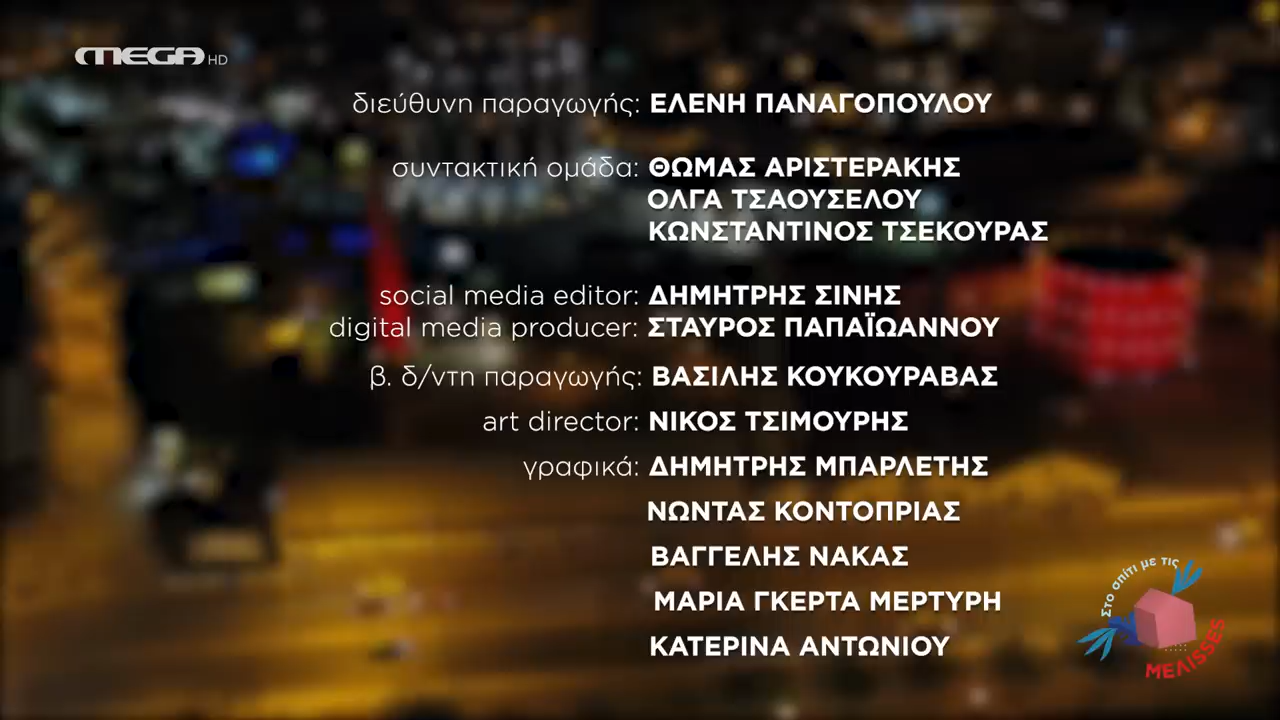 MEGA HD
διεύθυνη παραγωγής: ΕΛΕΝΗ ΠΑΝΑΓΟΠΟΥΛΟΥ
συντακτική ομάδα: ΘΩΜΑΣ ΑΡΙΣΤΕΡΑΚΗΣ
ΟΛΓΑ ΤΣΑΟΥΣΕΛΟΥ
ΚΩΝΣΤΑΝΤΙΝΟΣ ΤΣΕΚΟΥΡΑΣ
social media editor: ΔΗΜΗΤΡΗΣ ΣΙΝΗΣ
digital media producer: ΣΤΑΥΡΟΣ ΠΑΠΑΪΩΑΝΝΟΥ
β. δ/ντη παραγωγής: ΒΑΣΙΛΗΣ ΚΟΥΚΟΥΡΑΒΑΣ
art director: ΝΙΚΟΣ ΤΣΙΜΟΥΡΗΣ
γραφικά: ΔΗΜΗΤΡΗΣ ΜΠΑΡΛΕΤΗΣ
ΝΩΝΤΑΣ ΚΟΝΤΟΠΡΙΑΣ
ΒΑΓΓΕΛΗΣ ΝΑΚΑΣ
ΜΑΡΙΑ ΓΚΕΡΤΑ ΜΕΡΤΥΡΗ
ΚΑΤΕΡΙΝΑ ΑΝΤΩΝΙΟΥ
Στο σπίτι με τις
ΜΕΛΙSSES